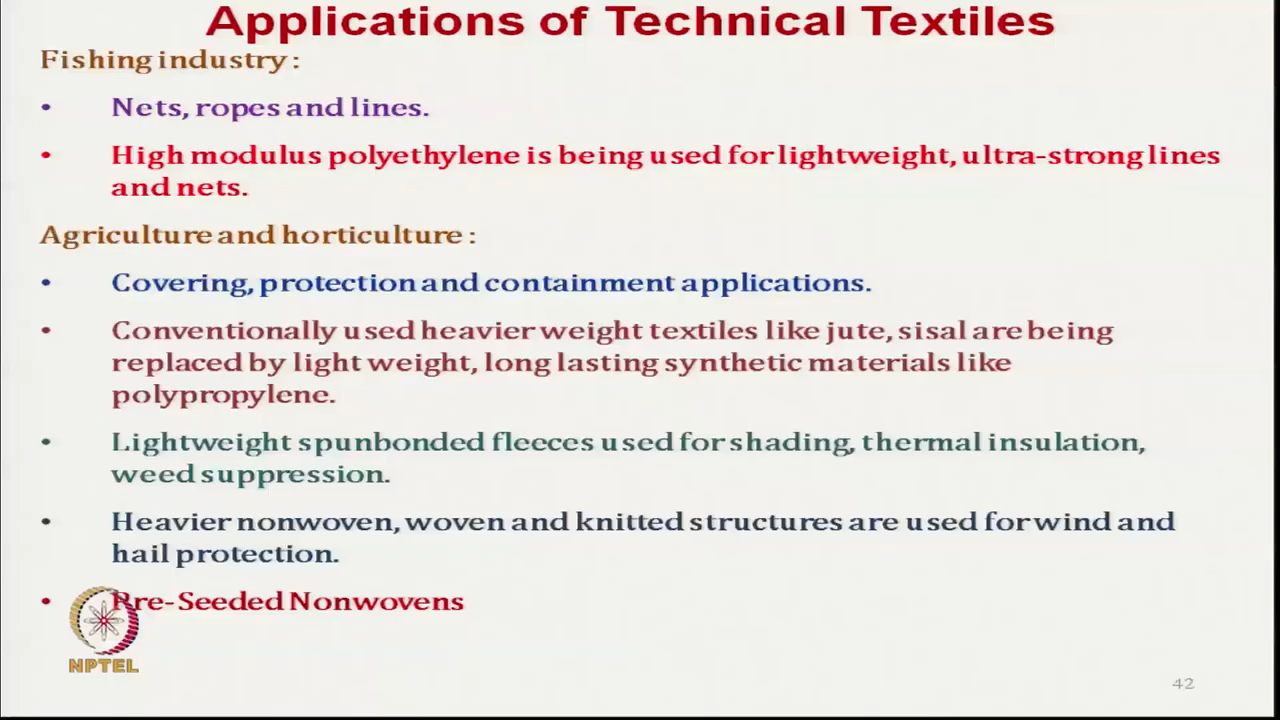 Applications of Technical Textiles
Fishing industry :
• Nets, ropes and lines.
• High modulus polyethylene is being used for lightweight, ultra-strong lines
and nets.
Agriculture and horticulture :
• Covering, protection and containment applications.
• Conventionally used heavier weight textiles like jute, sisal are being
replaced by light weight, long lasting synthetic materials like
polypropylene.
• Lightweight spunbonded fleeces used for shading, thermal insulation,
weed suppression.
• Heavier nonwoven, woven and knitted structures are used for wind and
hail protection.
• Pre-Seeded Nonwovens
NPTEL
42